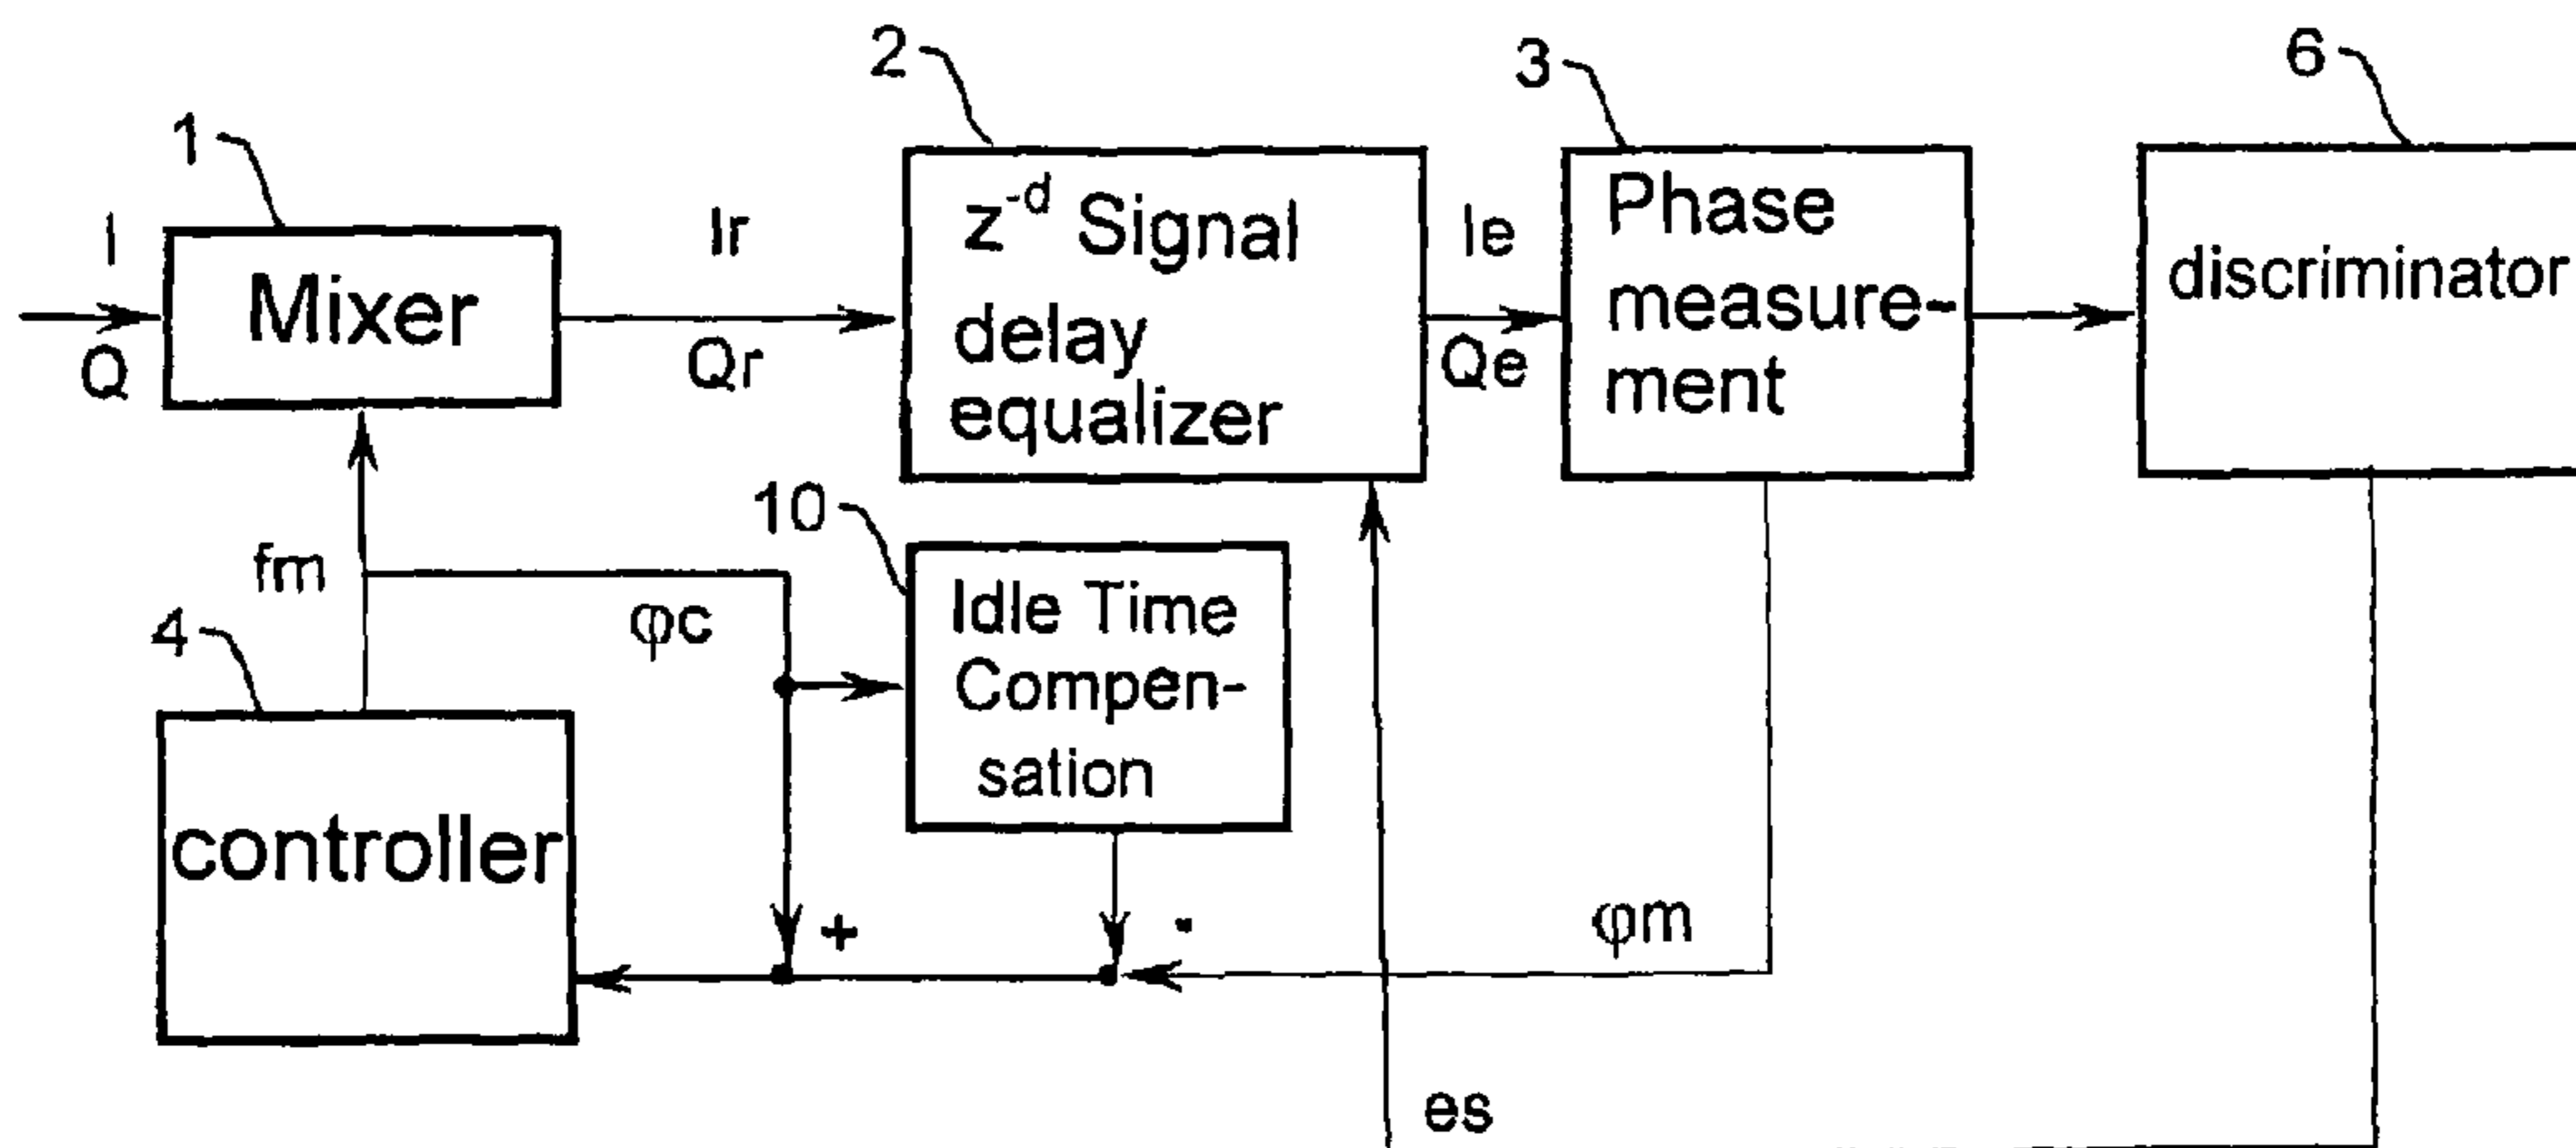 2
3
6
1
I
Q
Mixer
Ir
Qr
z⁻ᵈ Signal
delay
equalizer
Ie
Qe
Phase
measure-
ment
discriminator
10
fm
φc
Idle Time
Compen-
sation
4
controller
+
-
φm
es